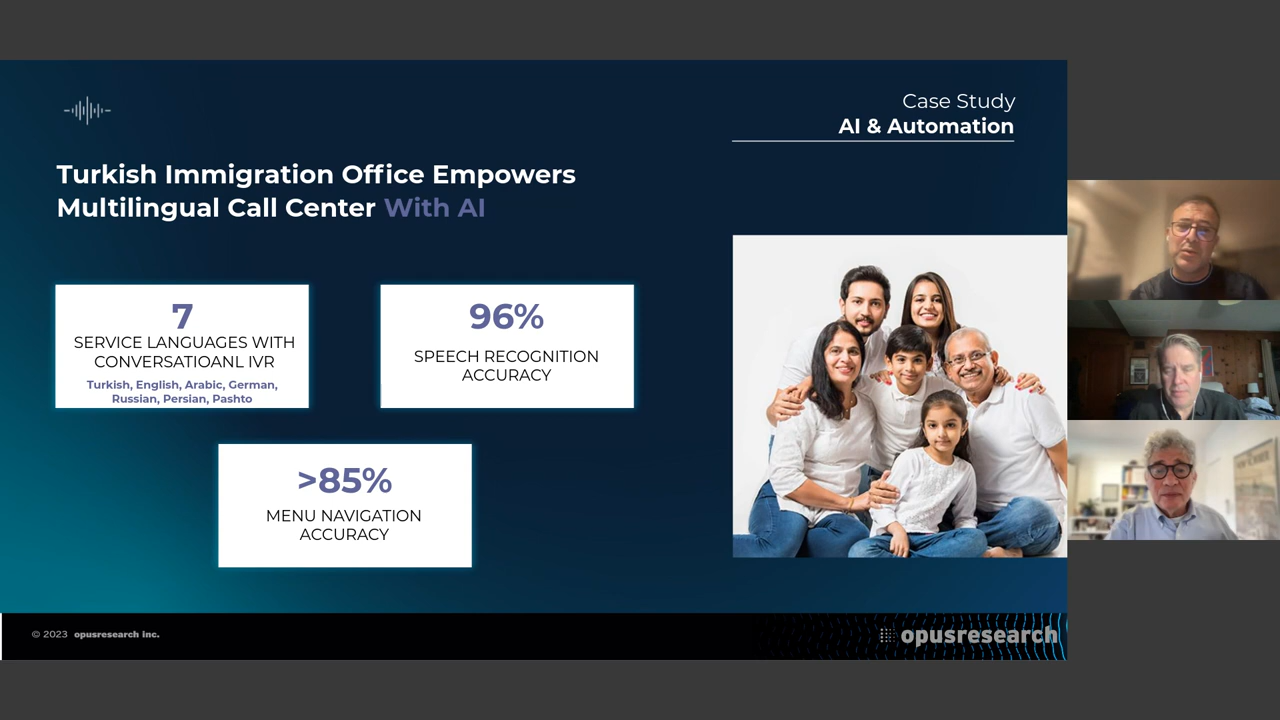 Case Study
AI & Automation
Turkish Immigration Office Empowers
Multilingual Call Center With AI
7
SERVICE LANGUAGES WITH
CONVERSATIOANL IVR
Turkish, English, Arabic, German,
Russian, Persian, Pashto
96%
SPEECH RECOGNITION
ACCURACY
>85%
MENU NAVIGATION
ACCURACY
© 2023 opusresearch inc.
opusresearch